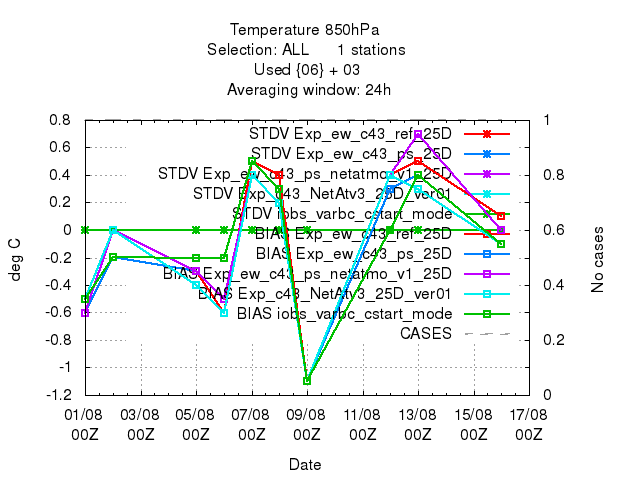 Temperature 850hPa
Selection: ALL 1 stations
Used {06} + 03
Averaging window: 24h
0.8
0.6
0.4
0.2
0
-0.2
-0.4
-0.6
-0.8
-1
-1.2
deg C
STDV Exp_ew_c43_ref_25D
STDV Exp_ew_c43_ps_25D
STDV Exp_ew_c43_ps_netatmo_v1_25D
STDV Exp_c43_NetAtv3_25D_ver01
STDV iobs_varbc_cstart_mode
BIAS Exp_ew_c43_ref_25D
BIAS Exp_ew_c43_ps_25D
BIAS Exp_ew_c43_ps_netatmo_v1_25D
BIAS Exp_c43_NetAtv3_25D_ver01
BIAS iobs_varbc_cstart_mode
CASES
1
0.8
0.6
0.4
0.2
0
No cases
01/08 03/08 05/08 07/08 09/08 11/08 13/08 15/08 17/08
00Z 00Z 00Z 00Z 00Z 00Z 00Z 00Z 00Z
Date